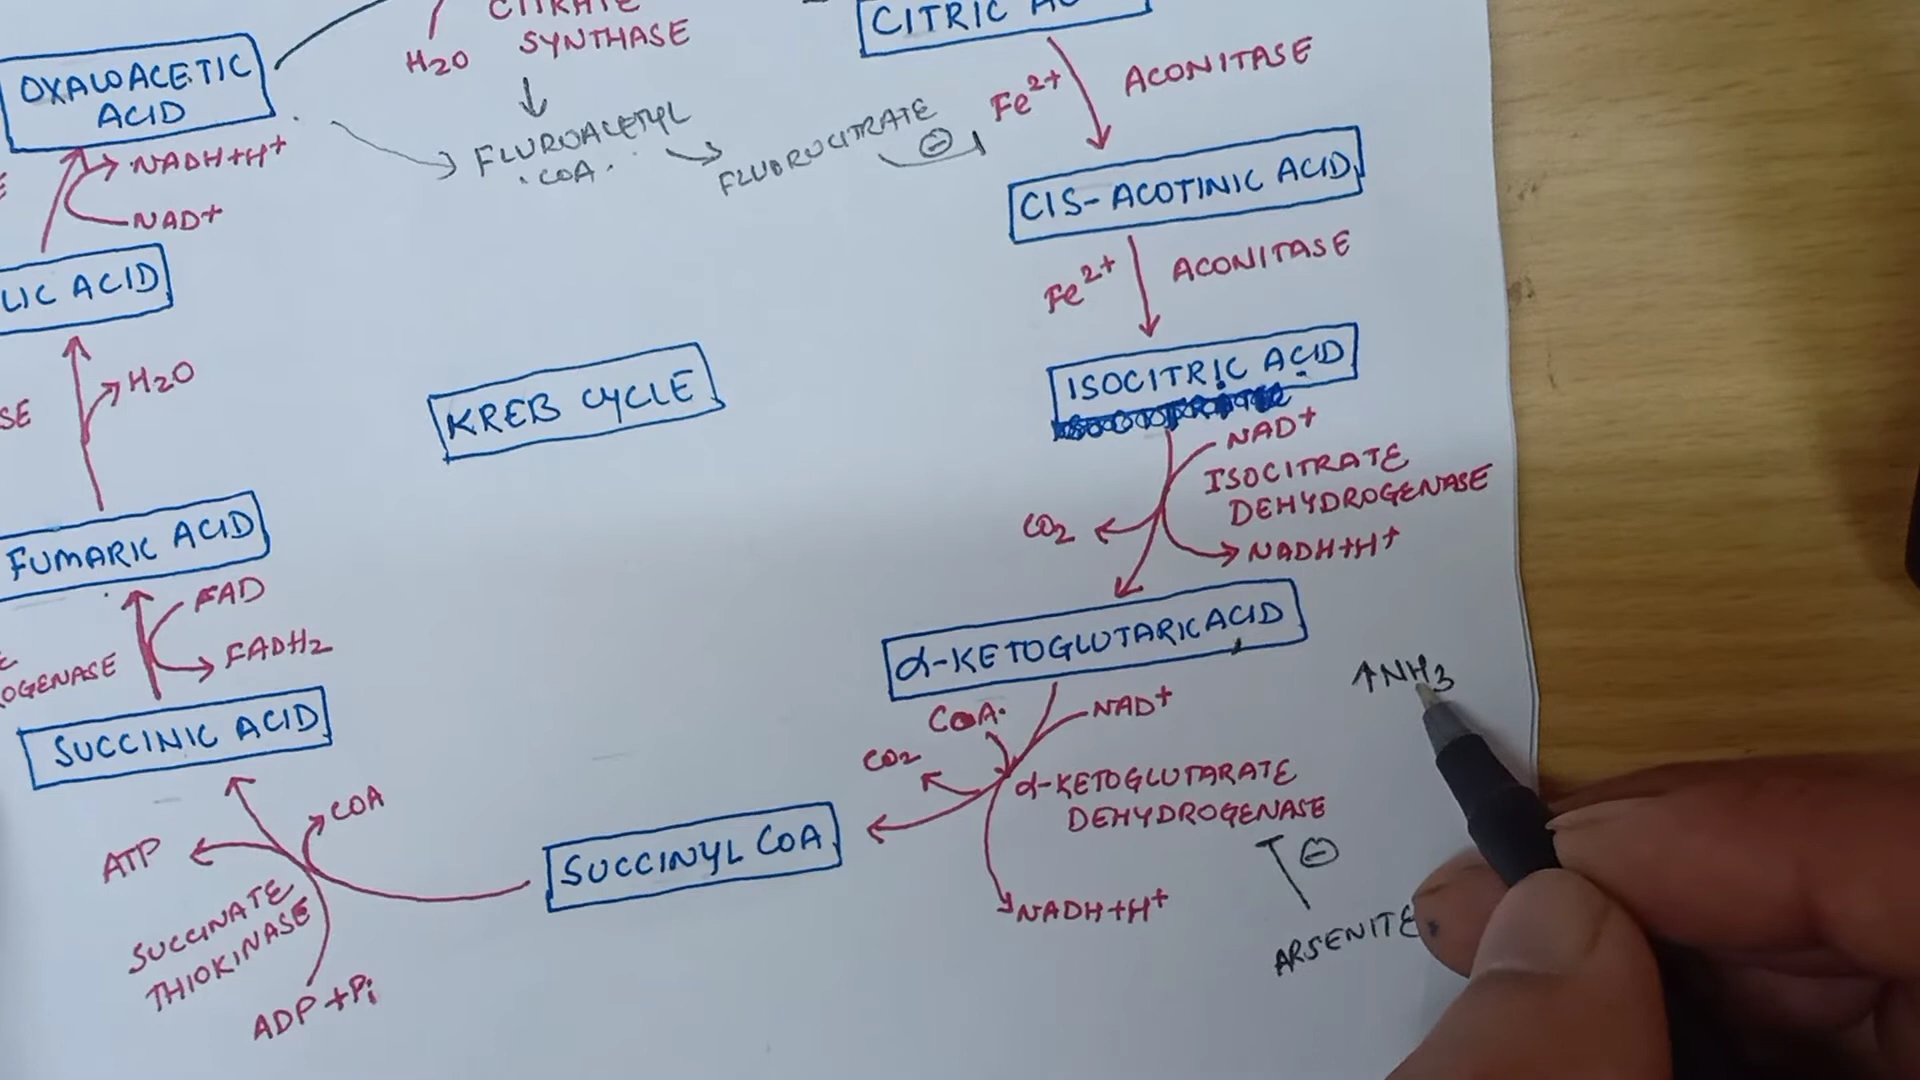 CITRATE
SYNTHASE
H2O
CITRIC
OXALOACETIC
ACID
NADH+H+
NAD+
FLUROACETYL
COA
FLUOROCITRATE
⊖
Fe2+
ACONITASE
CIS-ACOTINIC ACID
Fe2+
ACONITASE
LIC ACID
H2O
SE
KREB CYCLE
ISOCITRIC ACID
NAD+
ISOCITRATE
DEHYDROGENASE
CO2
NADH+H+
FUMARIC ACID
FAD
FADH2
OGENASE
α-KETOGLUTARIC ACID
↑NH3
COA
NAD+
CO2
α-KETOGLUTARATE
DEHYDROGENASE
⊖
ARSENITE
NADH+H+
SUCCINIC ACID
SUCCINYL COA
COA
ATP
SUCCINATE
THIOKINASE
ADP+Pi